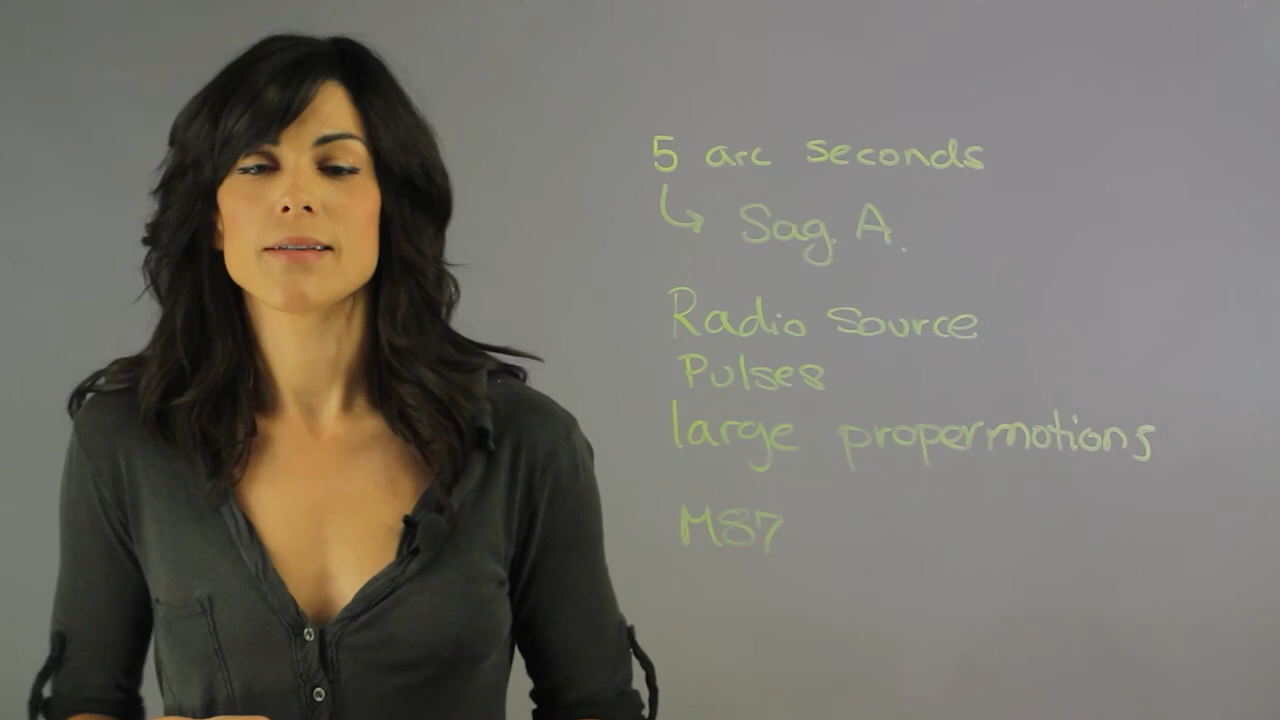 5 arc seconds
↳ Sag. A.
Radio Source
Pulses
large propermotions
M87